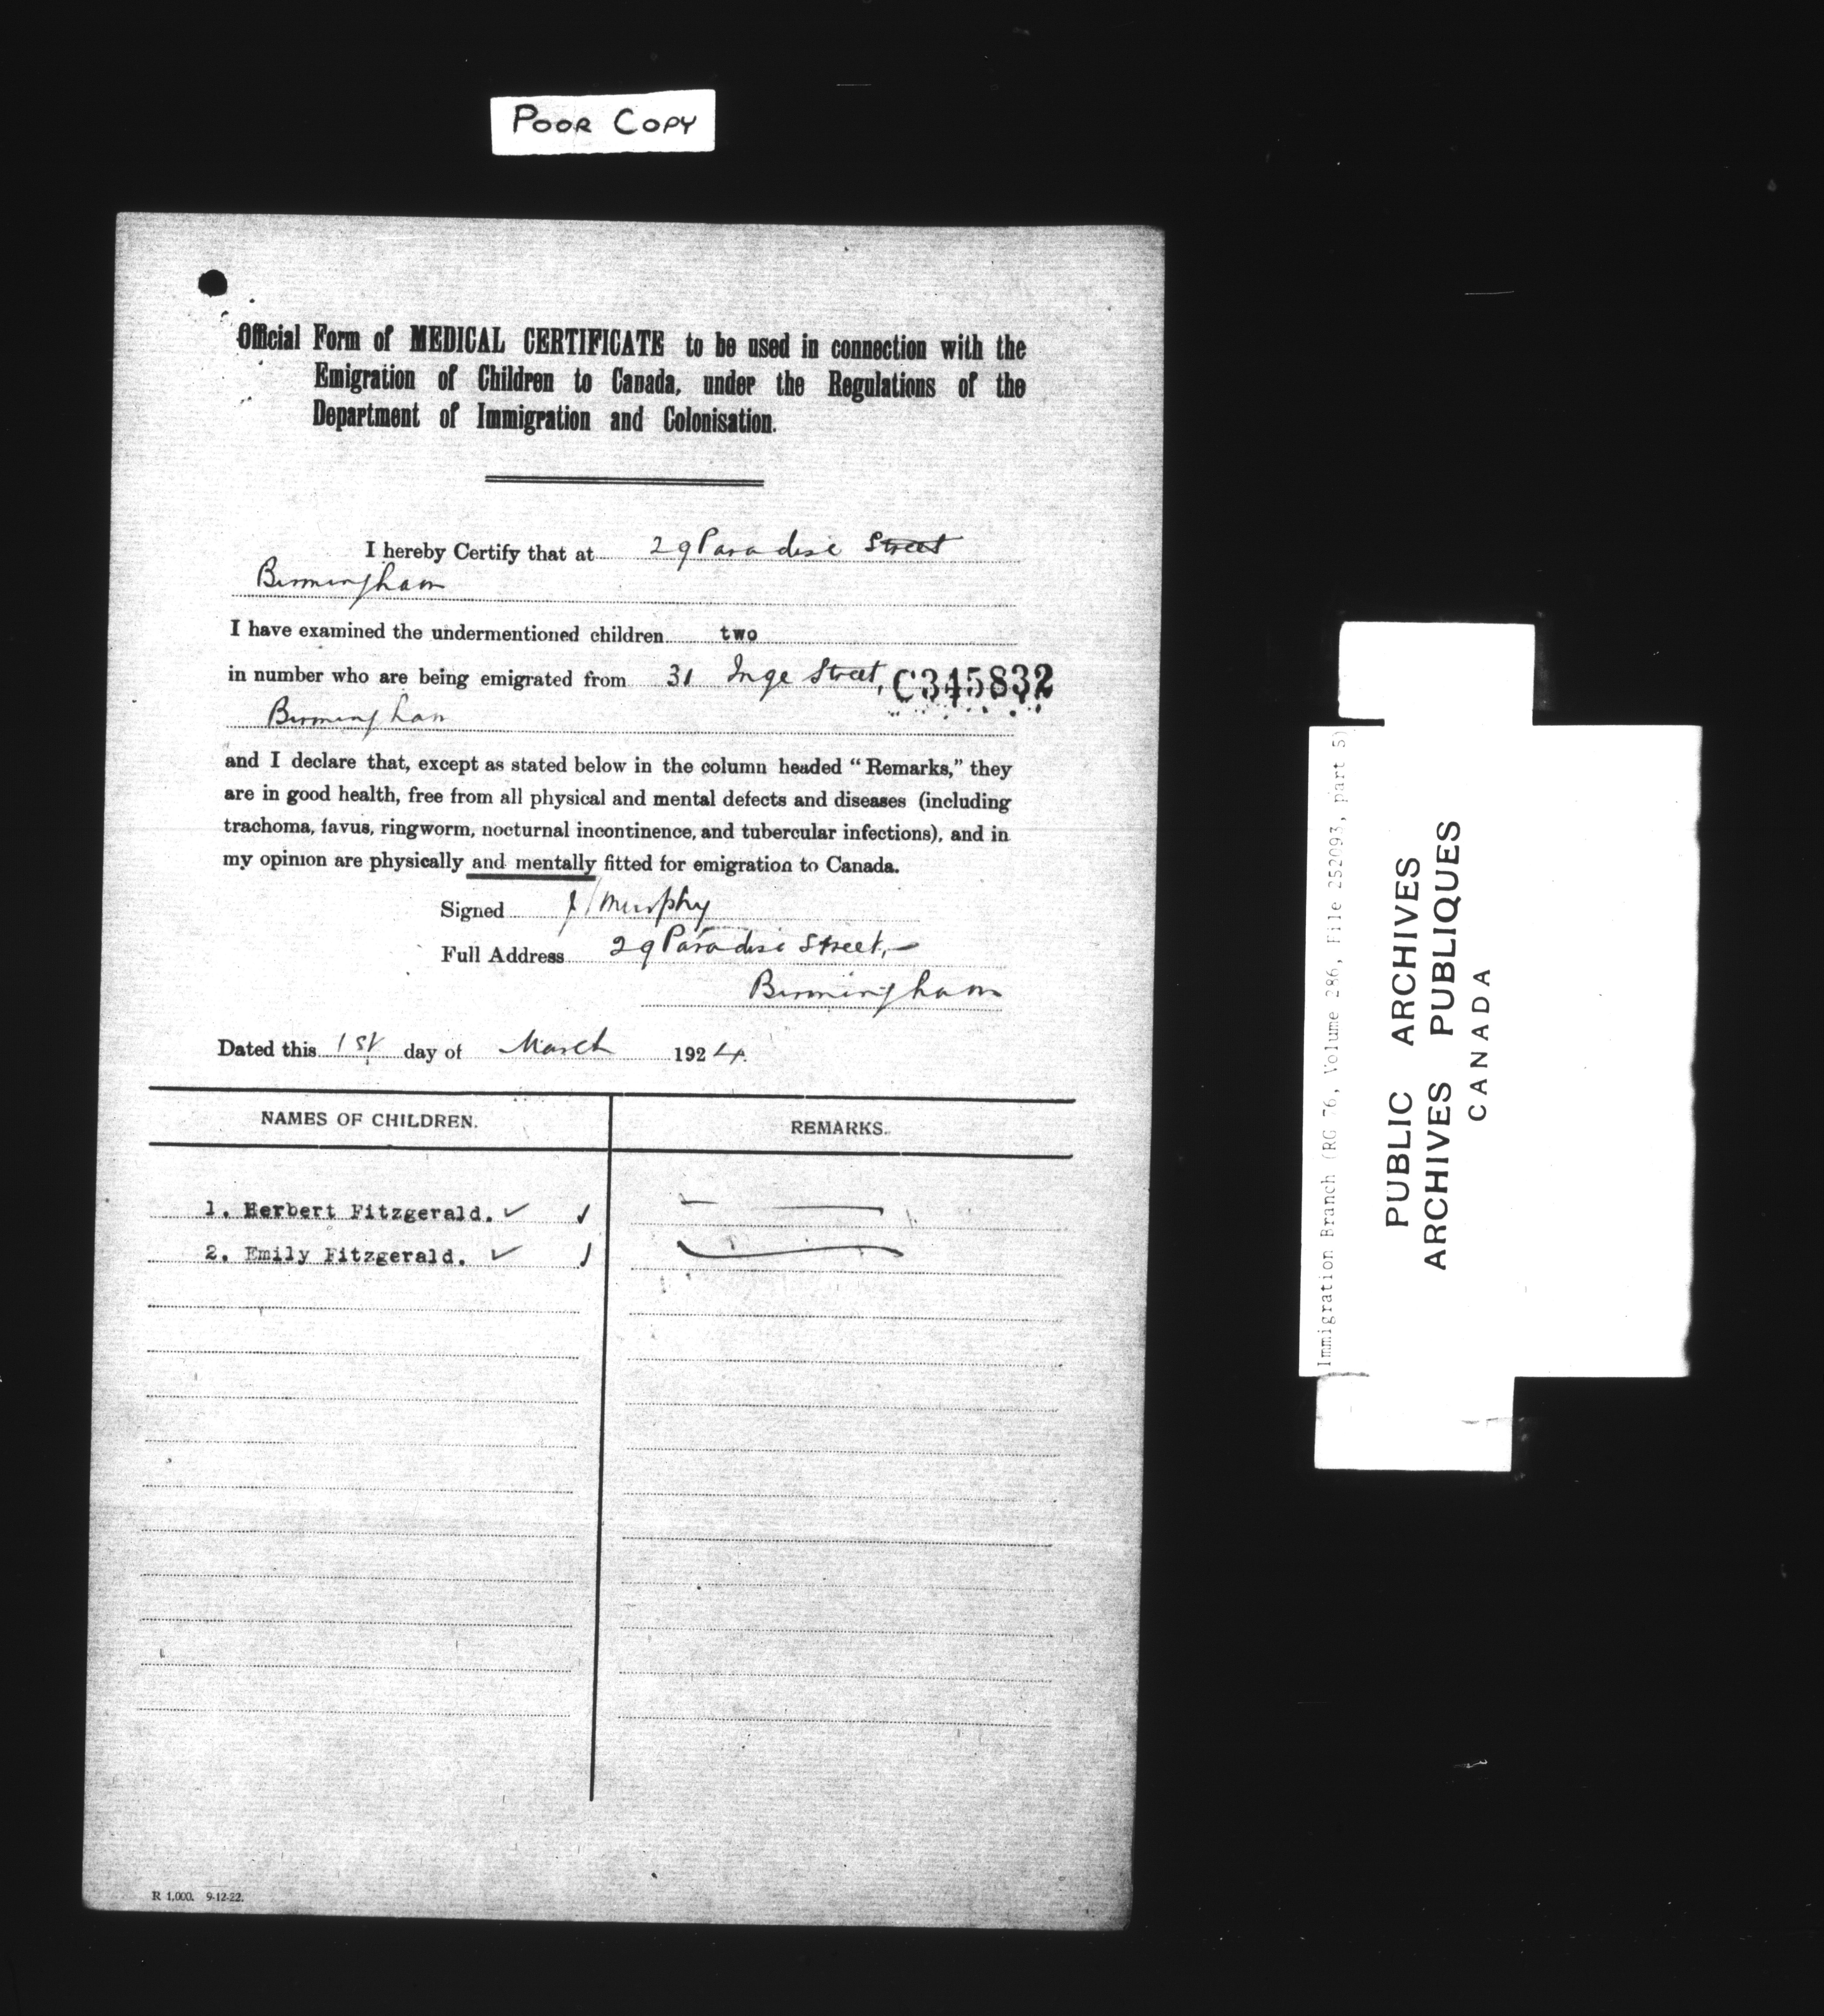 POOR COPY
Official Form of MEDICAL CERTIFICATE to be used in connection with the
Emigration of Children to Canada, under the Regulations of the
Department of Immigration and Colonisation.
I hereby Certify that at 29 Paradise Street
Birmingham
I have examined the undermentioned children two
in number who are being emigrated from 31 Inge Street, C345832
Birmingham
and I declare that, except as stated below in the column headed “Remarks,” they
are in good health, free from all physical and mental defects and diseases (including
trachoma, favus, ringworm, nocturnal incontinence, and tubercular infections), and in
my opinion are physically and mentally fitted for emigration to Canada.
Signed J Murphy
Full Address 29 Paradise Street,
Birmingham
Dated this 1st day of March 1924.
NAMES OF CHILDREN. REMARKS.
1. Herbert Fitzgerald. ✓
2. Emily Fitzgerald. ✓
R 1,000. 9-12-22.
Immigration Branch (RG 76, Volume 286, File 252093, part 5)
PUBLIC ARCHIVES
ARCHIVES PUBLIQUES
CANADA